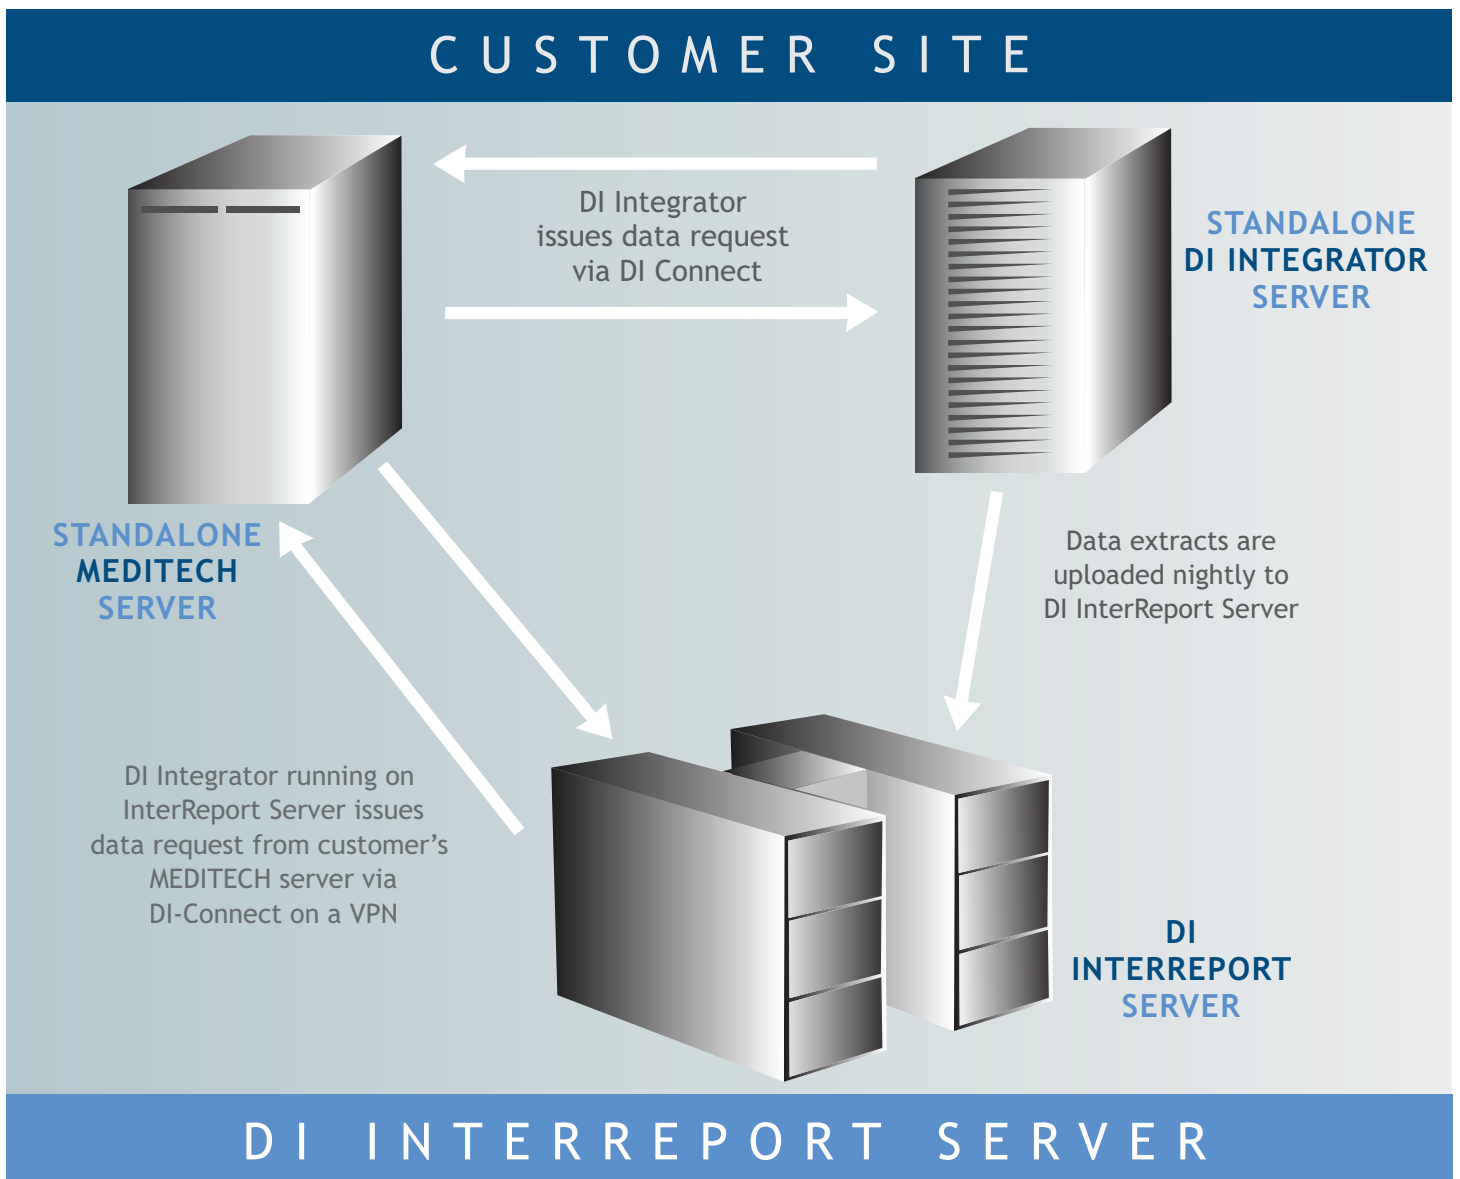 CUSTOMER SITE
DI Integrator
issues data request
via DI Connect
STANDALONE
DI INTEGRATOR
SERVER
STANDALONE
MEDITECH
SERVER
Data extracts are
uploaded nightly to
DI InterReport Server
DI Integrator running on
InterReport Server issues
data request from customer’s
MEDITECH server via
DI-Connect on a VPN
DI
INTERREPORT
SERVER
DI INTERREPORT SERVER